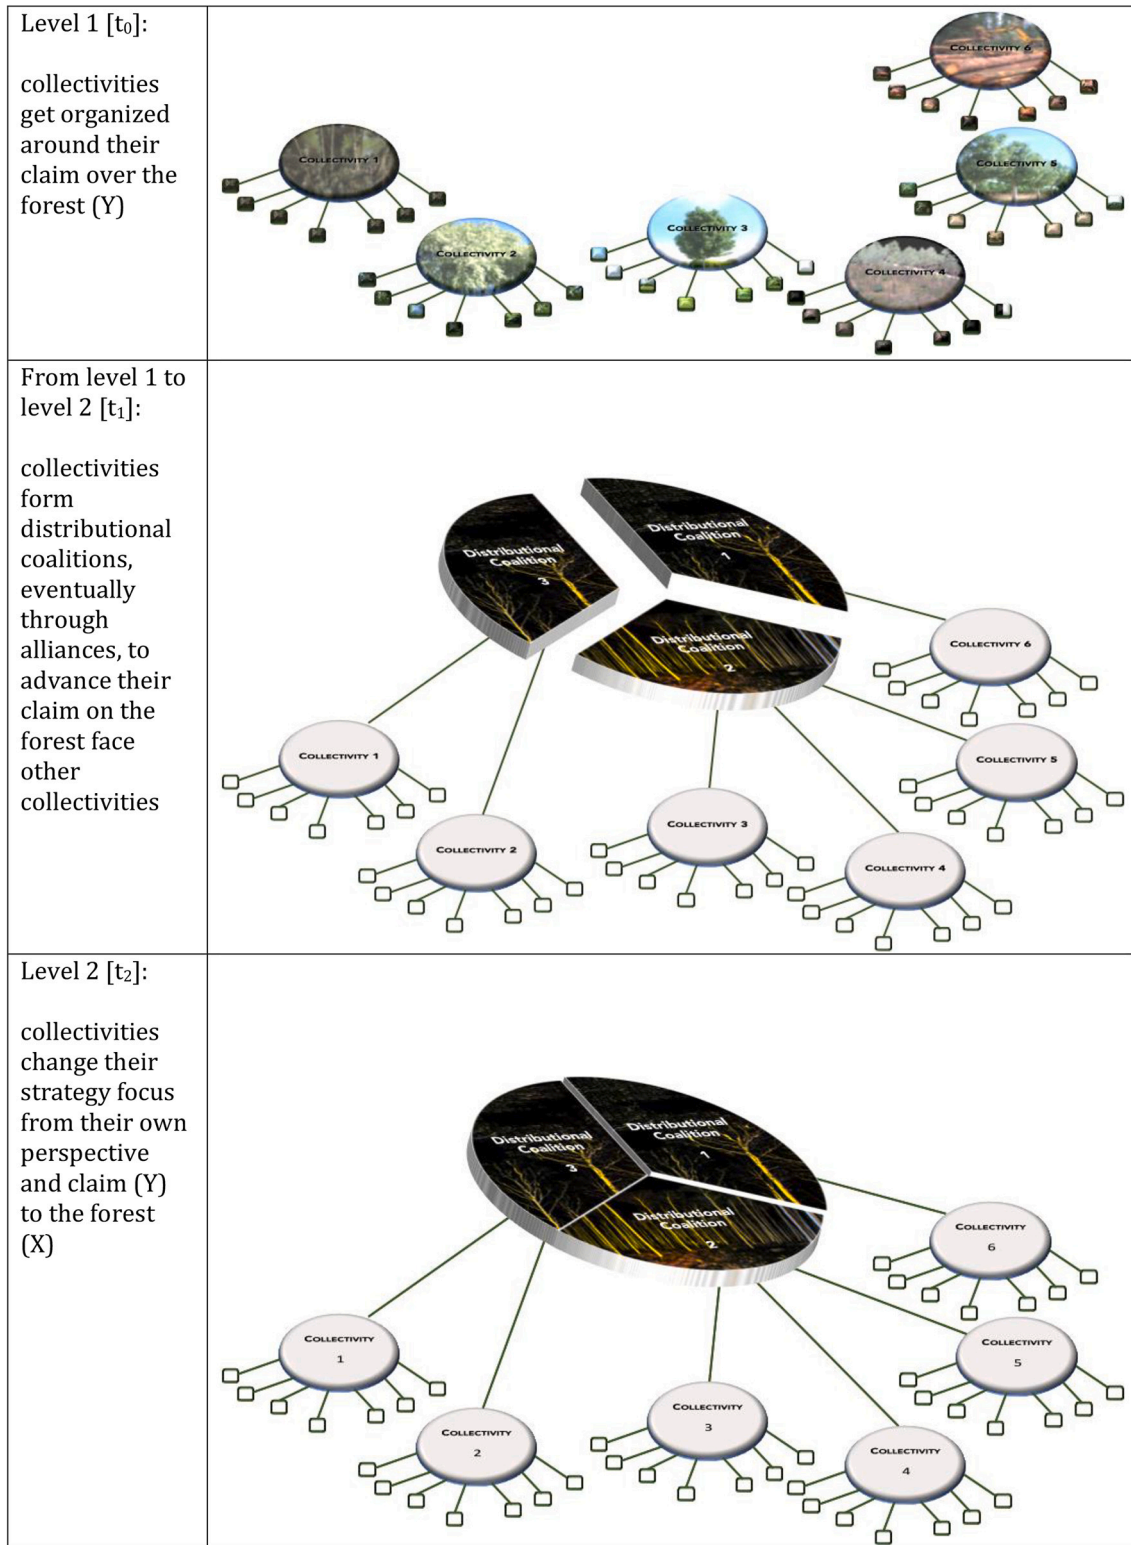 Level 1 [t₀]:
collectivities
get organized
around their
claim over the
forest (Y)
COLLECTIVITY 1
COLLECTIVITY 2
COLLECTIVITY 3
COLLECTIVITY 4
COLLECTIVITY 5
COLLECTIVITY 6
From level 1 to
level 2 [t₁]:
collectivities
form
distributional
coalitions,
eventually
through
alliances, to
advance their
claim on the
forest face
other
collectivities
Distributional
Coalition
1
Distributional
Coalition
2
Distributional
Coalition
3
COLLECTIVITY 1
COLLECTIVITY 2
COLLECTIVITY 3
COLLECTIVITY 4
COLLECTIVITY 5
COLLECTIVITY 6
Level 2 [t₂]:
collectivities
change their
strategy focus
from their own
perspective
and claim (Y)
to the forest
(X)
Distributional
Coalition
1
Distributional
Coalition
2
Distributional
Coalition
3
COLLECTIVITY
1
COLLECTIVITY
2
COLLECTIVITY
3
COLLECTIVITY
4
COLLECTIVITY
5
COLLECTIVITY
6